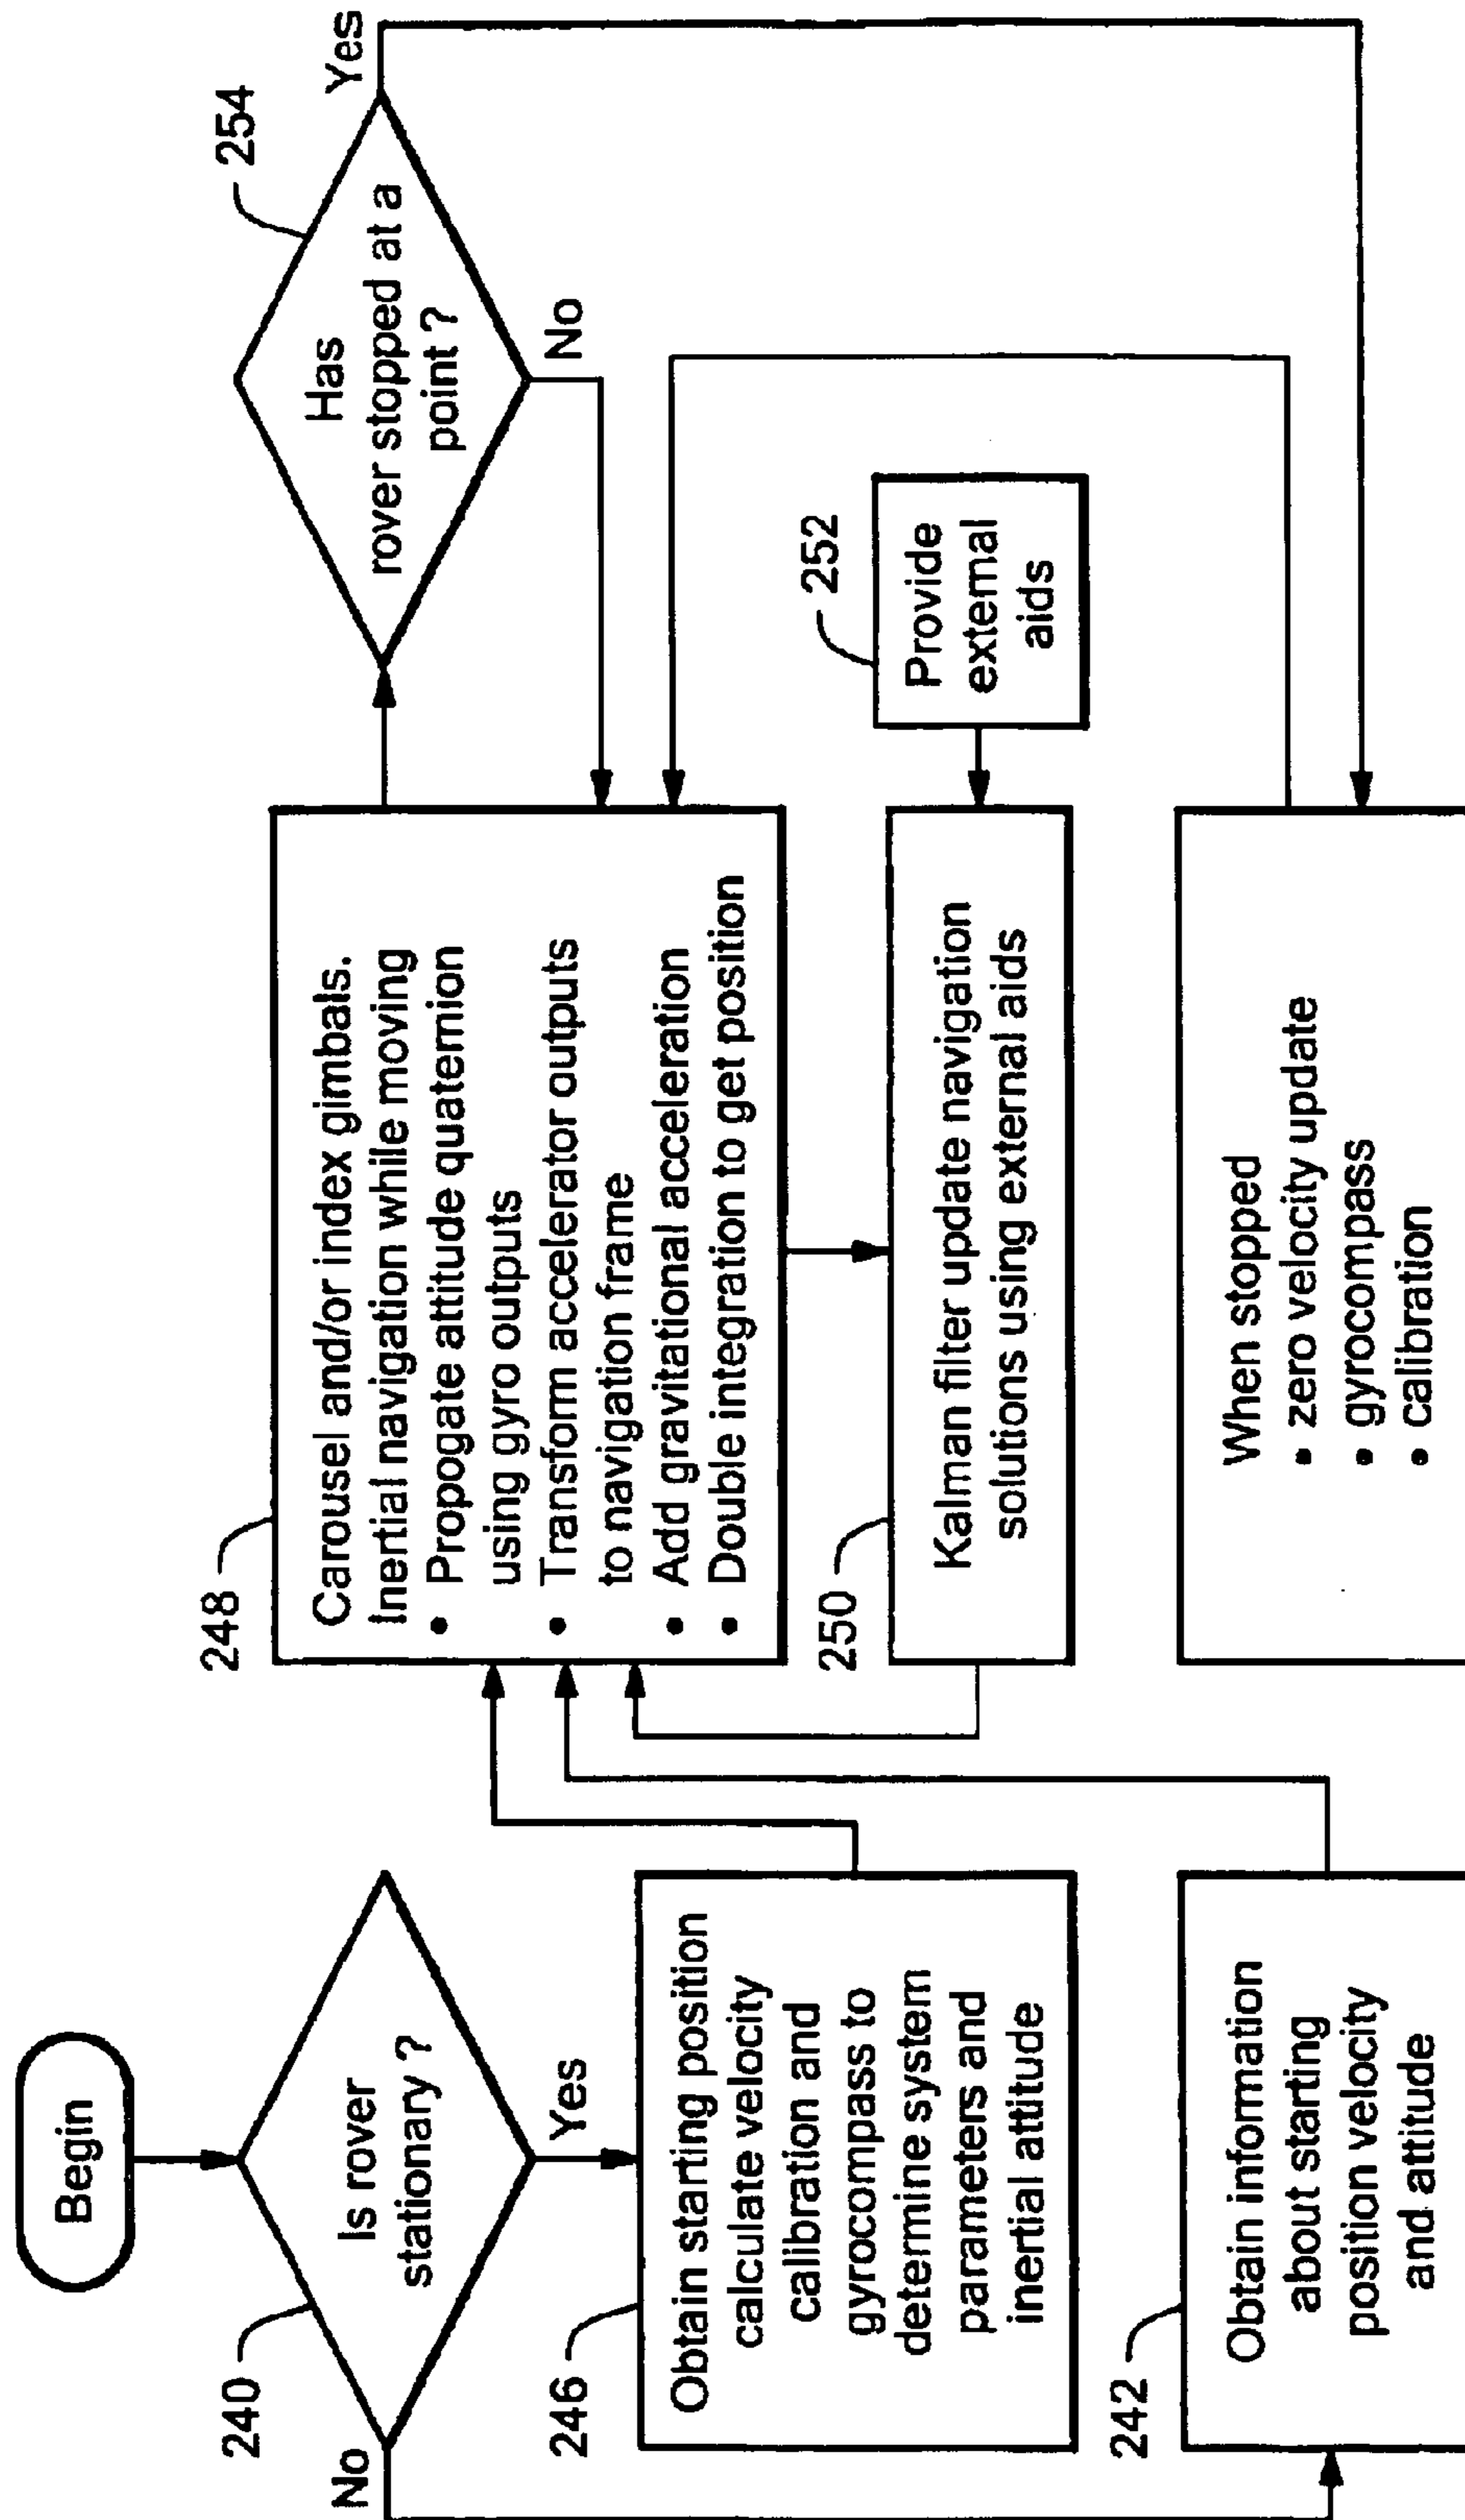 Begin
240
Is rover
stationary ?
No
Yes
246
Obtain starting position
calculate velocity
calibration and
gyrocompass to
determine system
parameters and
inertial attitude
242
Obtain information
about starting
position velocity
and attitude
248
Carousel and/or index gimbals.
Inertial navigation while moving
• Propogate attitude quaternion
using gyro outputs
• Transform accelerator outputs
to navigation frame
• Add gravitational acceleration
• Double integration to get position
250
Kalman filter update navigation
solutions using external aids
When stopped
• zero velocity update
• gyrocompass
• calibration
254
Has
rover stopped at a
point ?
Yes
No
252
Provide
external
aids